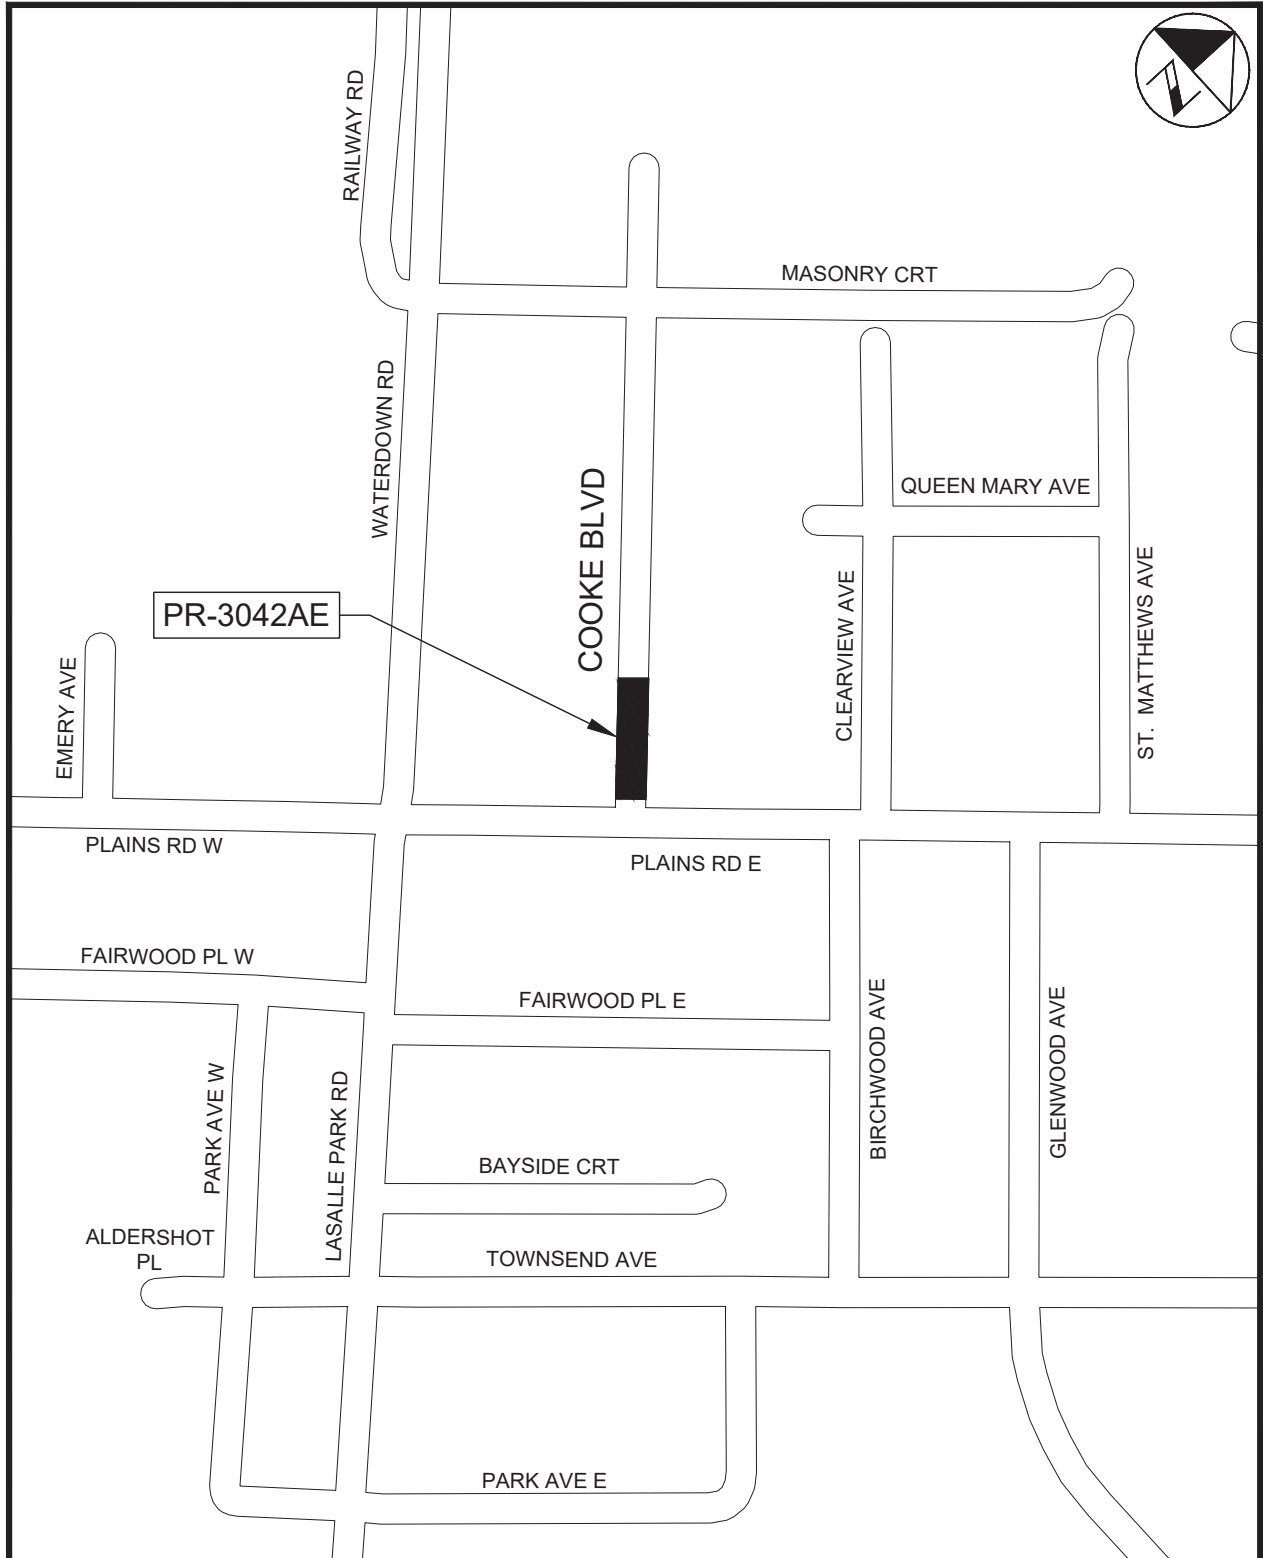 RAILWAY RD
MASONRY CRT
WATERDOWN RD
COOKE BLVD
QUEEN MARY AVE
PR-3042AE
CLEARVIEW AVE
ST. MATTHEWS AVE
EMERY AVE
PLAINS RD W
PLAINS RD E
FAIRWOOD PL W
FAIRWOOD PL E
BIRCHWOOD AVE
GLENWOOD AVE
PARK AVE W
LASALLE PARK RD
BAYSIDE CRT
ALDERSHOT
PL
TOWNSEND AVE
PARK AVE E